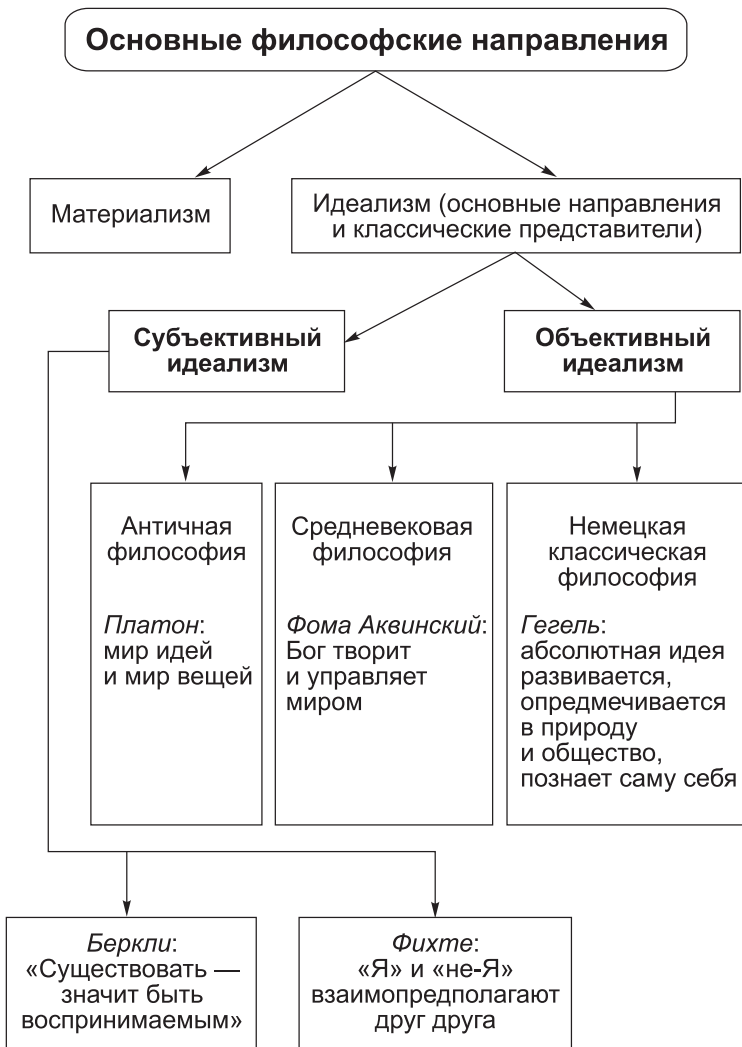 Основные философские направления
Материализм
Идеализм (основные направления
и классические представители)
Субъективный
идеализм
Объективный
идеализм
Античная
философия
Платон:
мир идей
и мир вещей
Средневековая
философия
Фома Аквинский:
Бог творит
и управляет
миром
Немецкая
классическая
философия
Гегель:
абсолютная идея
развивается,
опредмечивается
в природу
и общество,
познает саму себя
Беркли:
«Существовать —
значит быть
воспринимаемым»
Фихте:
«Я» и «не-Я»
взаимопредполагают
друг друга